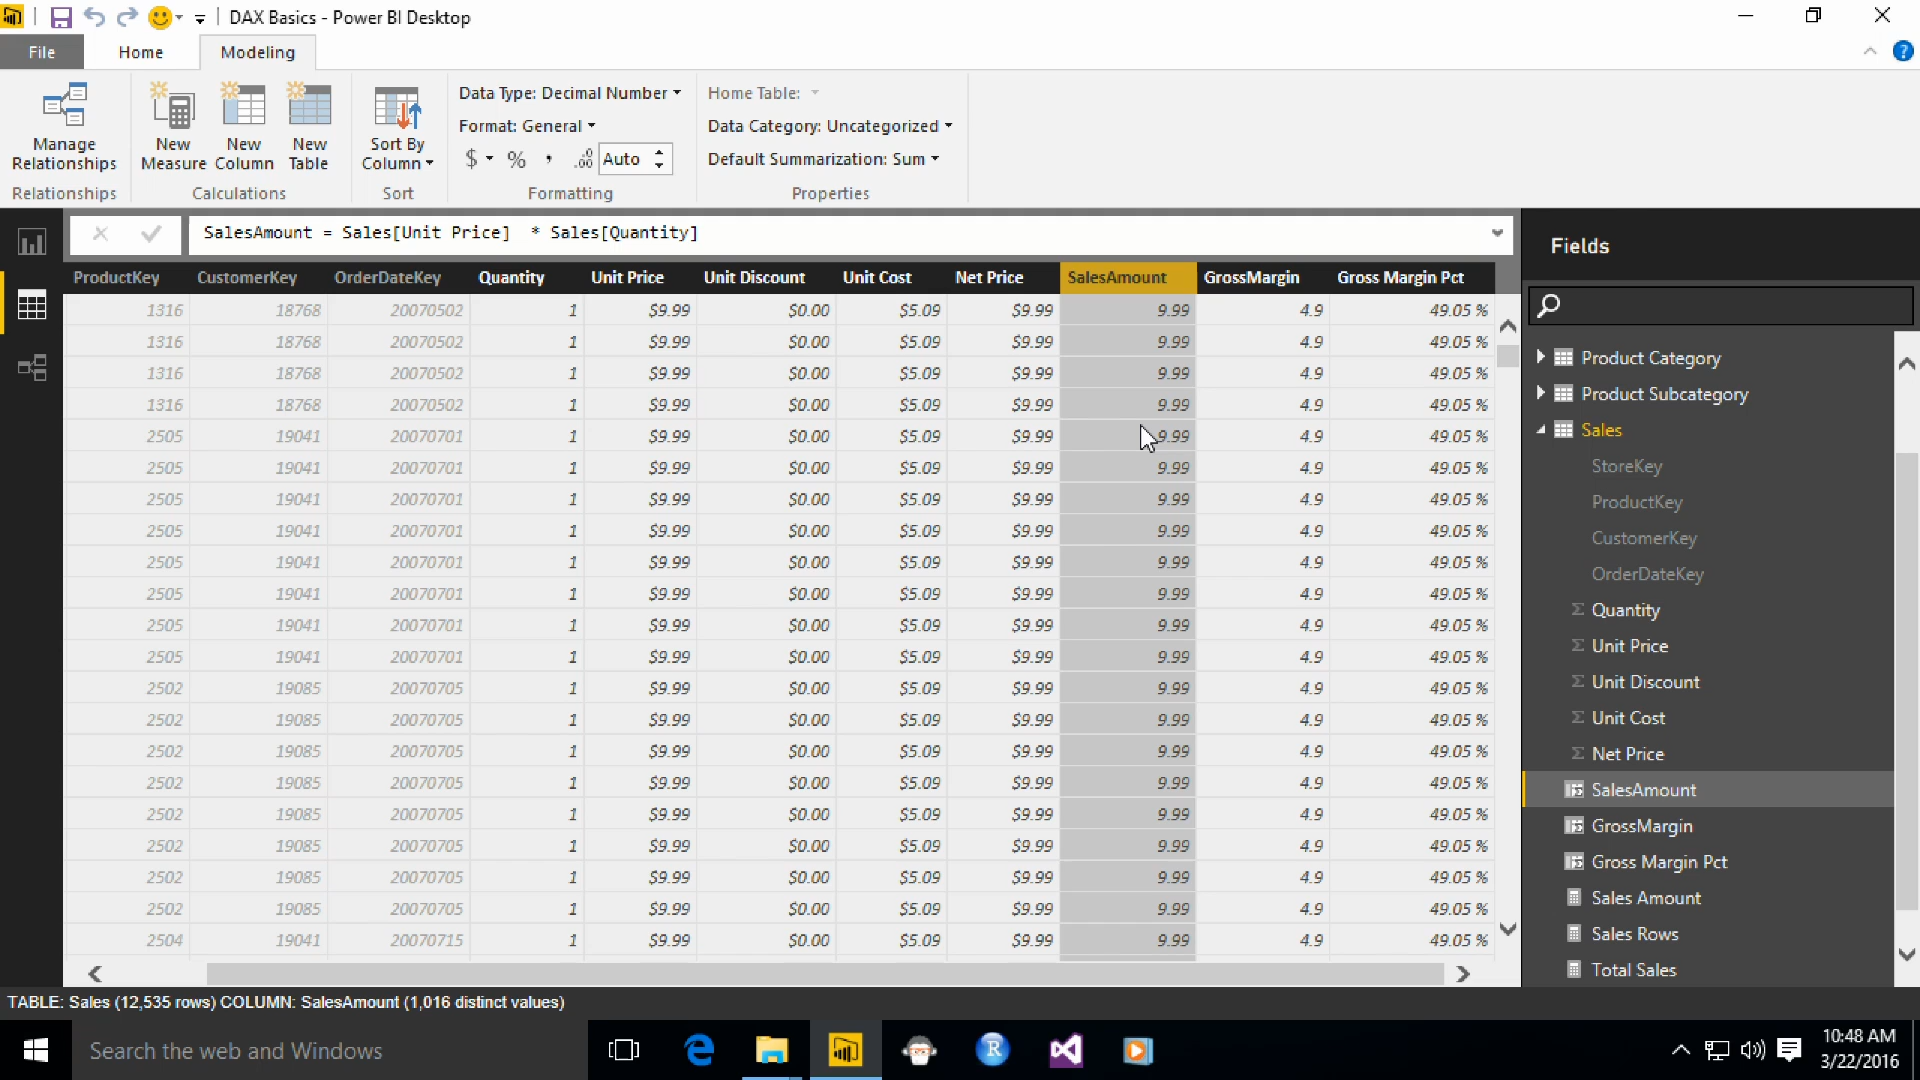 DAX Basics - Power BI Desktop
File Home Modeling
Manage Relationships
New Measure
New Column
New Table
Sort By Column
Data Type: Decimal Number
Format: General
$ % , .00 Auto
Home Table:
Data Category: Uncategorized
Default Summarization: Sum
Relationships Calculations Sort Formatting Properties
SalesAmount = Sales[Unit Price]  * Sales[Quantity]
ProductKey CustomerKey OrderDateKey Quantity Unit Price Unit Discount Unit Cost Net Price SalesAmount GrossMargin Gross Margin Pct
1316 18768 20070502 1 $9.99 $0.00 $5.09 $9.99 9.99 4.9 49.05 %
1316 18768 20070502 1 $9.99 $0.00 $5.09 $9.99 9.99 4.9 49.05 %
1316 18768 20070502 1 $9.99 $0.00 $5.09 $9.99 9.99 4.9 49.05 %
1316 18768 20070502 1 $9.99 $0.00 $5.09 $9.99 9.99 4.9 49.05 %
2505 19041 20070701 1 $9.99 $0.00 $5.09 $9.99 9.99 4.9 49.05 %
2505 19041 20070701 1 $9.99 $0.00 $5.09 $9.99 9.99 4.9 49.05 %
2505 19041 20070701 1 $9.99 $0.00 $5.09 $9.99 9.99 4.9 49.05 %
2505 19041 20070701 1 $9.99 $0.00 $5.09 $9.99 9.99 4.9 49.05 %
2505 19041 20070701 1 $9.99 $0.00 $5.09 $9.99 9.99 4.9 49.05 %
2505 19041 20070701 1 $9.99 $0.00 $5.09 $9.99 9.99 4.9 49.05 %
2505 19041 20070701 1 $9.99 $0.00 $5.09 $9.99 9.99 4.9 49.05 %
2505 19041 20070701 1 $9.99 $0.00 $5.09 $9.99 9.99 4.9 49.05 %
2502 19085 20070705 1 $9.99 $0.00 $5.09 $9.99 9.99 4.9 49.05 %
2502 19085 20070705 1 $9.99 $0.00 $5.09 $9.99 9.99 4.9 49.05 %
2502 19085 20070705 1 $9.99 $0.00 $5.09 $9.99 9.99 4.9 49.05 %
2502 19085 20070705 1 $9.99 $0.00 $5.09 $9.99 9.99 4.9 49.05 %
2502 19085 20070705 1 $9.99 $0.00 $5.09 $9.99 9.99 4.9 49.05 %
2502 19085 20070705 1 $9.99 $0.00 $5.09 $9.99 9.99 4.9 49.05 %
2502 19085 20070705 1 $9.99 $0.00 $5.09 $9.99 9.99 4.9 49.05 %
2502 19085 20070705 1 $9.99 $0.00 $5.09 $9.99 9.99 4.9 49.05 %
2504 19041 20070715 1 $9.99 $0.00 $5.09 $9.99 9.99 4.9 49.05 %
Fields
Product Category
Product Subcategory
Sales
StoreKey
ProductKey
CustomerKey
OrderDateKey
Quantity
Unit Price
Unit Discount
Unit Cost
Net Price
SalesAmount
GrossMargin
Gross Margin Pct
Sales Amount
Sales Rows
Total Sales
TABLE: Sales (12,535 rows) COLUMN: SalesAmount (1,016 distinct values)
Search the web and Windows
R
10:48 AM
3/22/2016